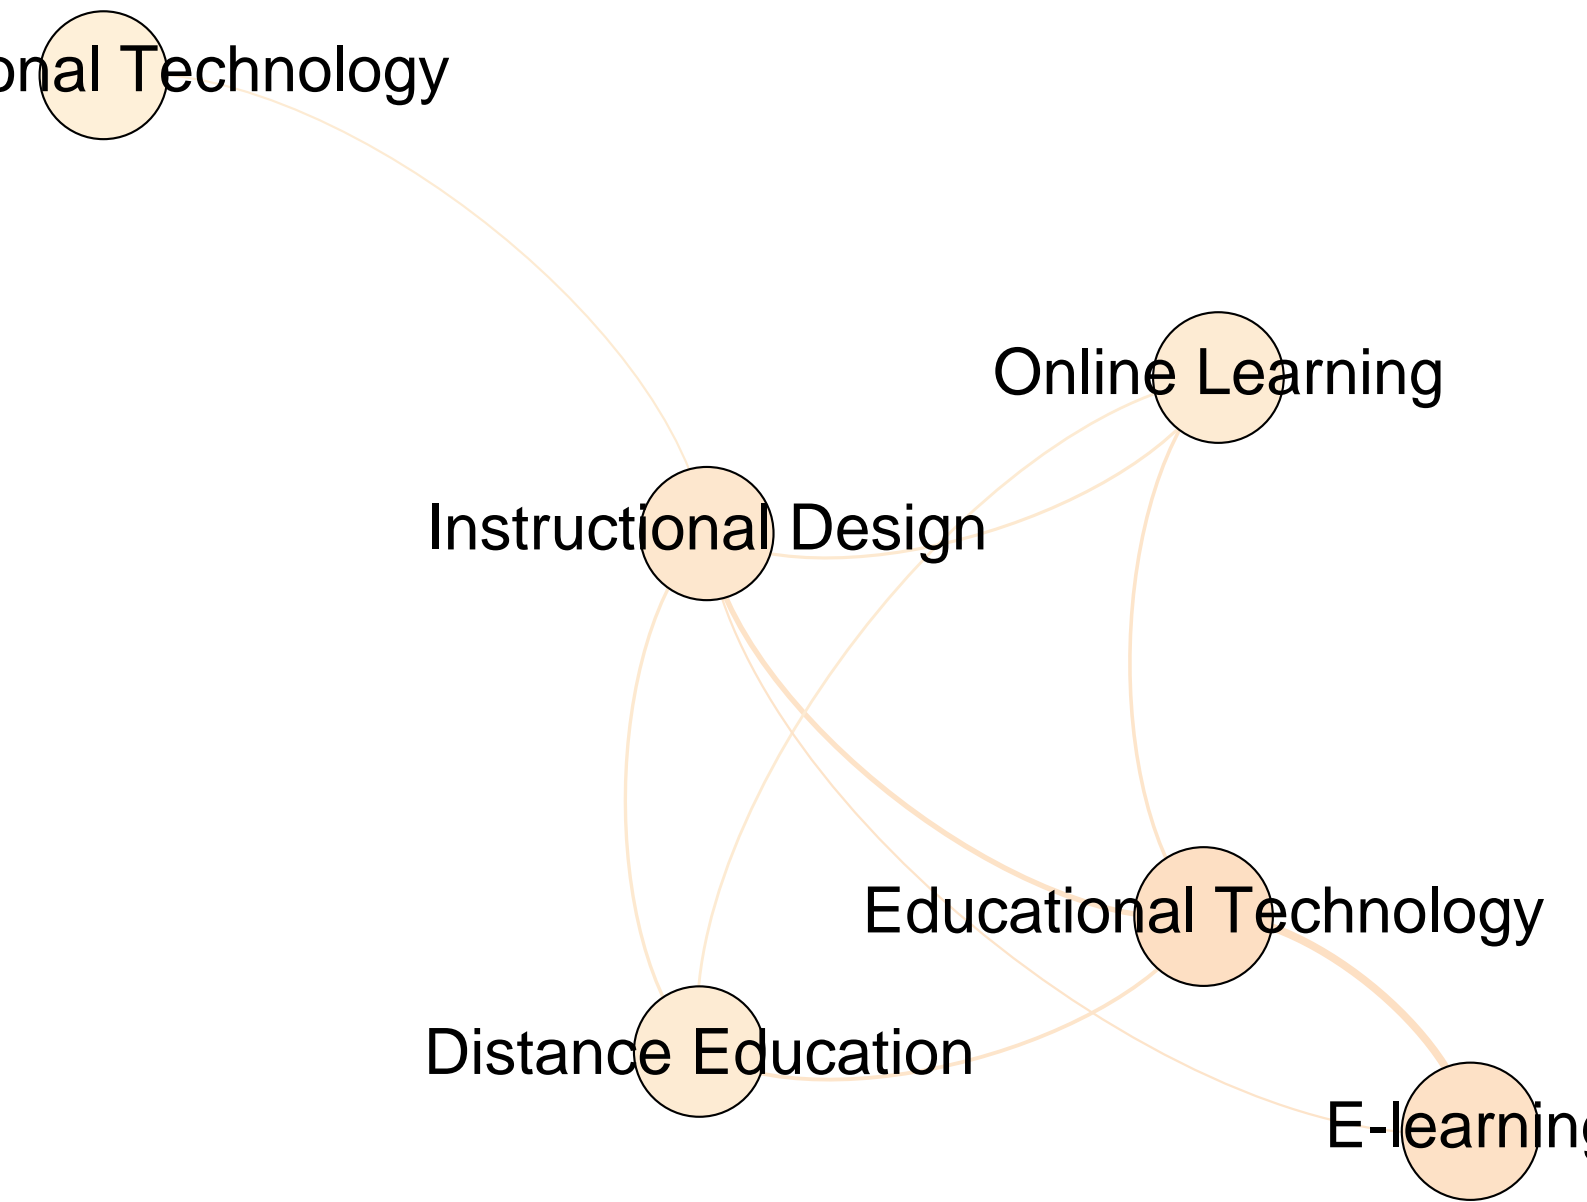 onal Technology
Online Learning
Instructional Design
Educational Technology
Distance Education
E-learning